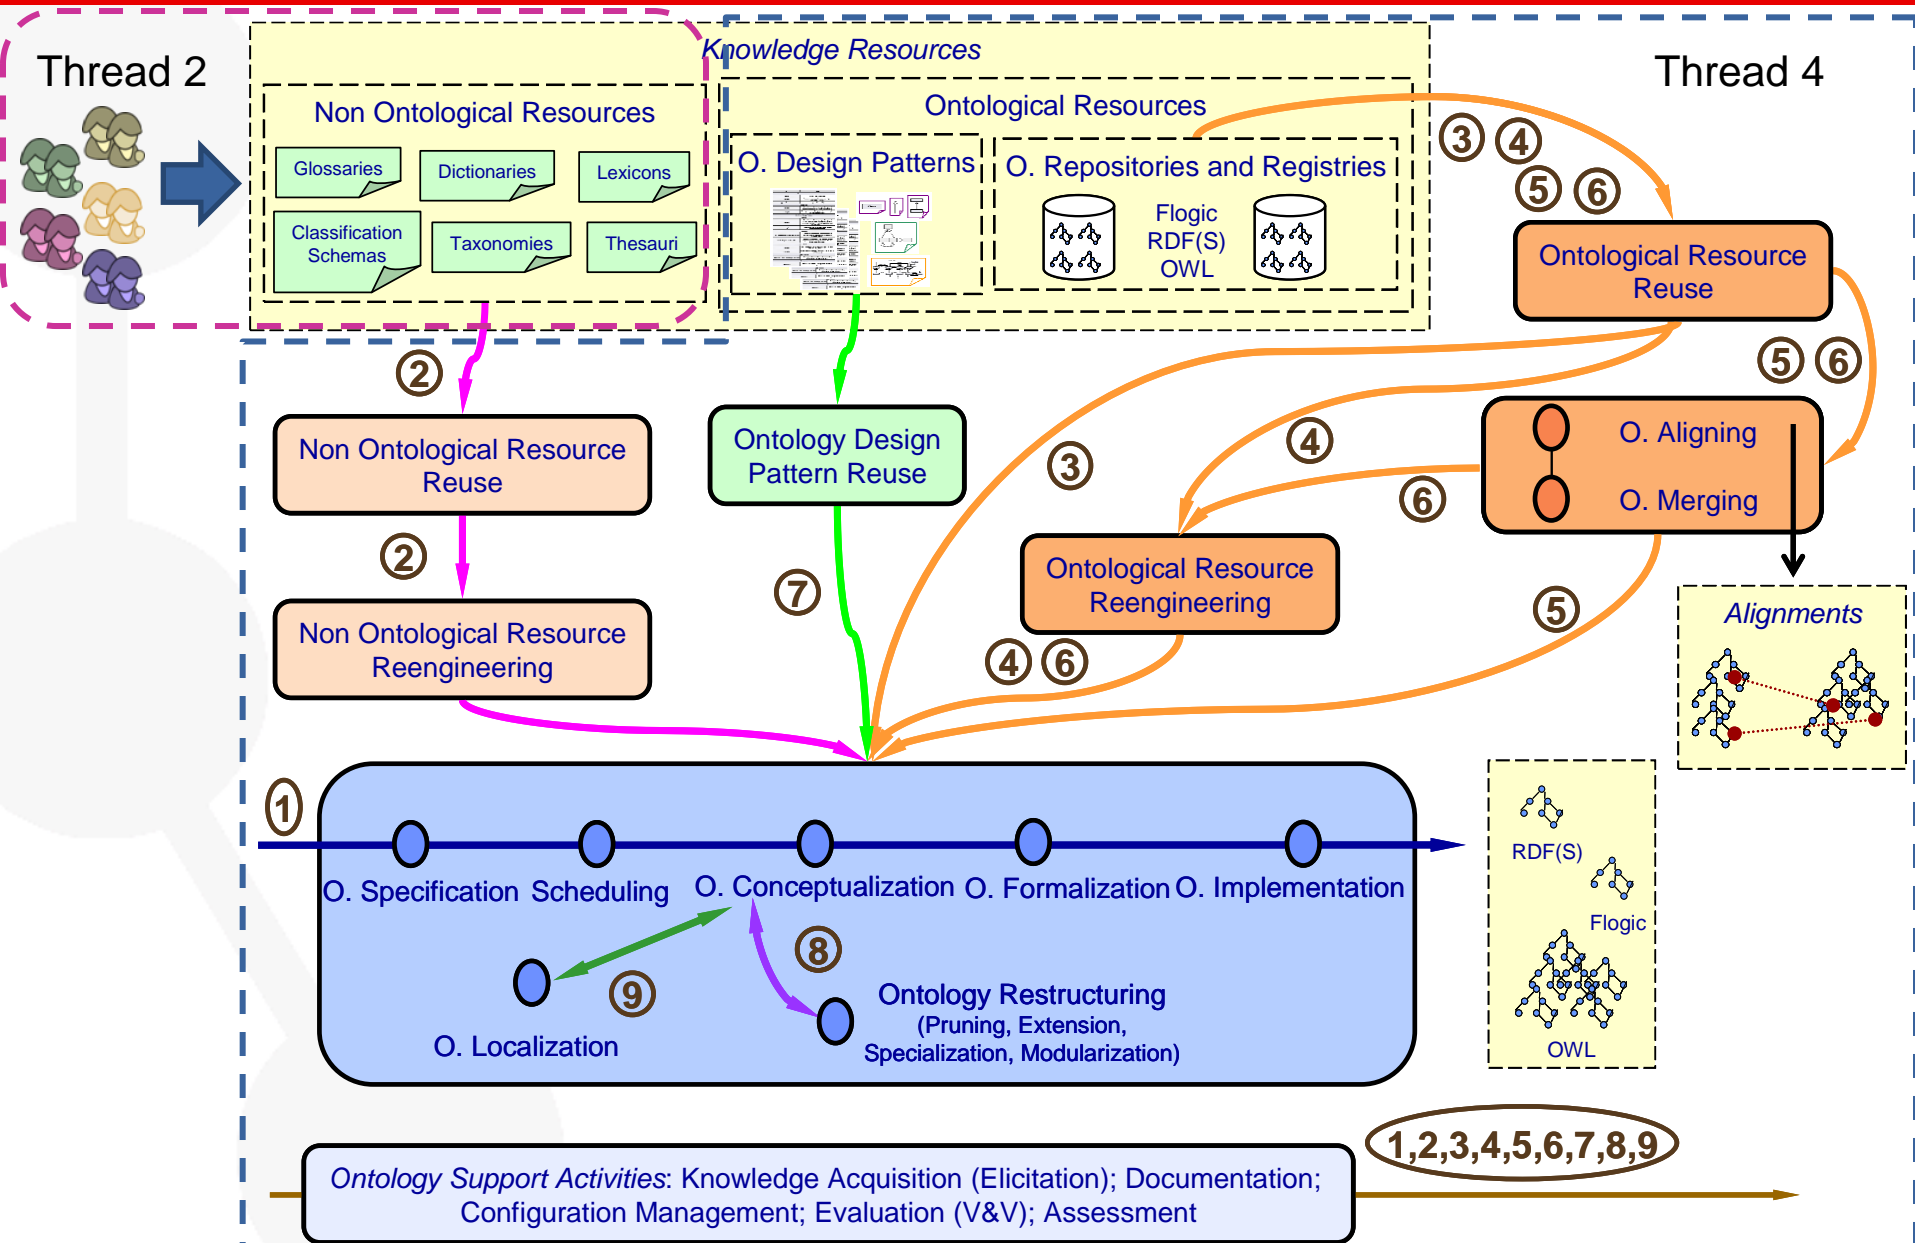 Thread 2
Knowledge Resources
Thread 4
Non Ontological Resources
Glossaries
Dictionaries
Lexicons
Classification
Schemas
Taxonomies
Thesauri
Ontological Resources
O. Design Patterns
O. Repositories and Registries
Flogic
RDF(S)
OWL
3 4
5 6
Ontological Resource
Reuse
2
5 6
Non Ontological Resource
Reuse
Ontology Design
Pattern Reuse
3
4
6
O. Aligning
O. Merging
2
7
Ontological Resource
Reengineering
5
Alignments
Non Ontological Resource
Reengineering
4 6
1
O. Specification
Scheduling
O. Conceptualization
O. Formalization
O. Implementation
8
9
O. Localization
Ontology Restructuring
(Pruning, Extension,
Specialization, Modularization)
RDF(S)
Flogic
OWL
1,2,3,4,5,6,7,8,9
Ontology Support Activities: Knowledge Acquisition (Elicitation); Documentation;
Configuration Management; Evaluation (V&V); Assessment